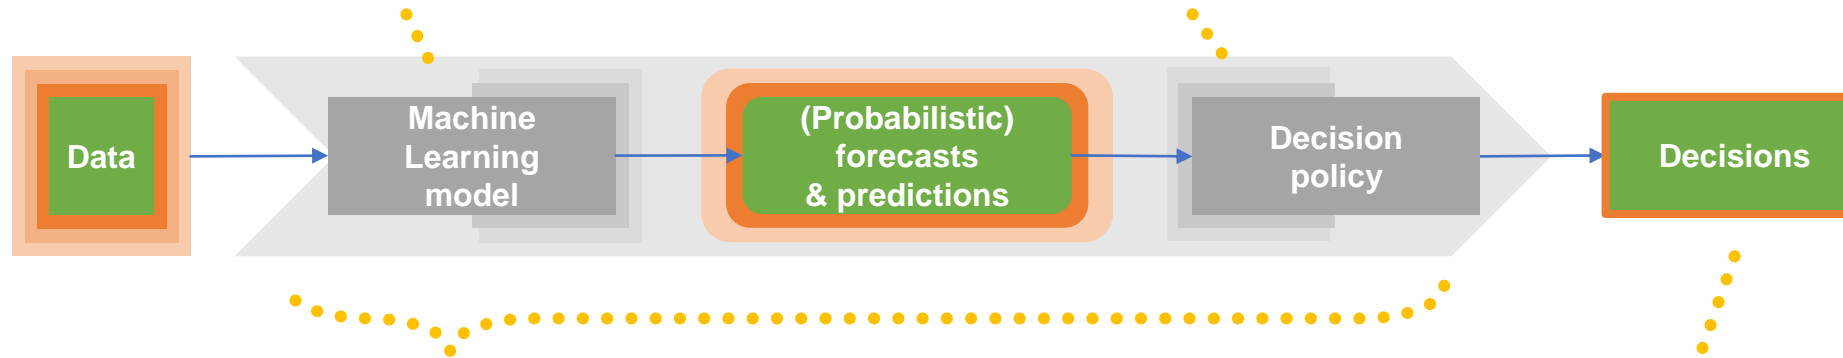 Data
Machine
Learning
model
(Probabilistic)
forecasts
& predictions
Decision
policy
Decisions